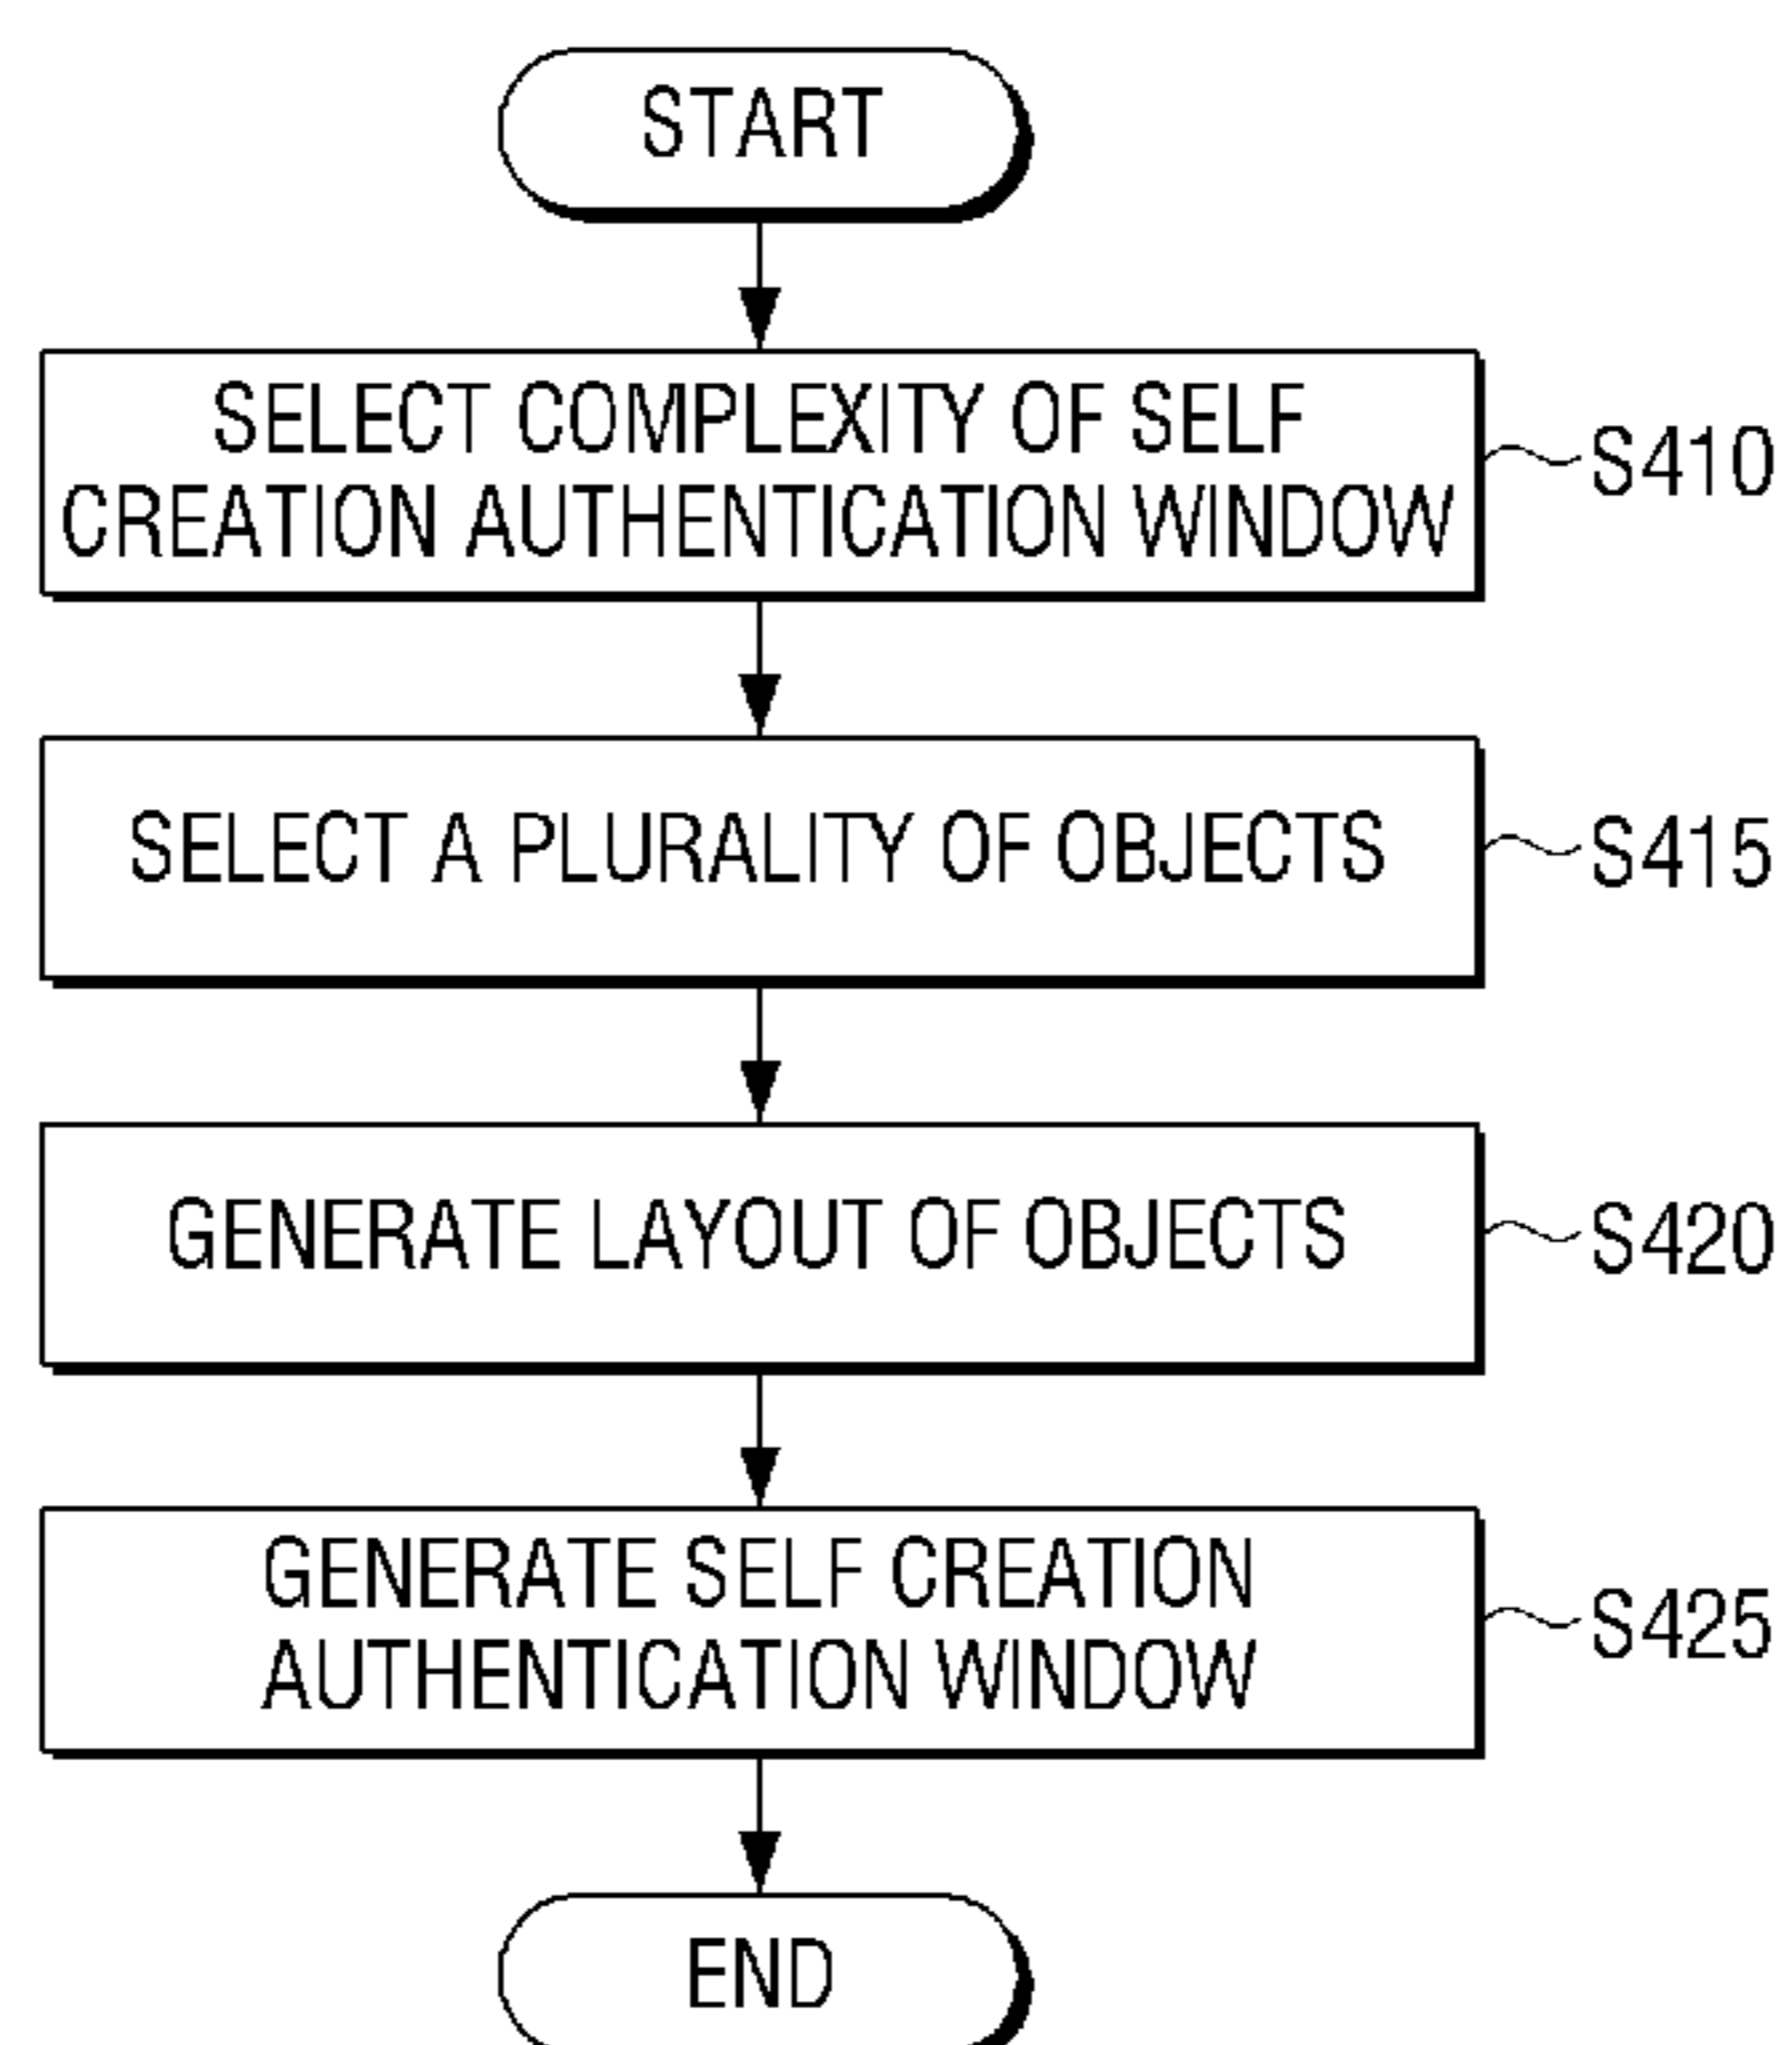 START
SELECT COMPLEXITY OF SELF
CREATION AUTHENTICATION WINDOW
S410
SELECT A PLURALITY OF OBJECTS
S415
GENERATE LAYOUT OF OBJECTS
S420
GENERATE SELF CREATION
AUTHENTICATION WINDOW
S425
END